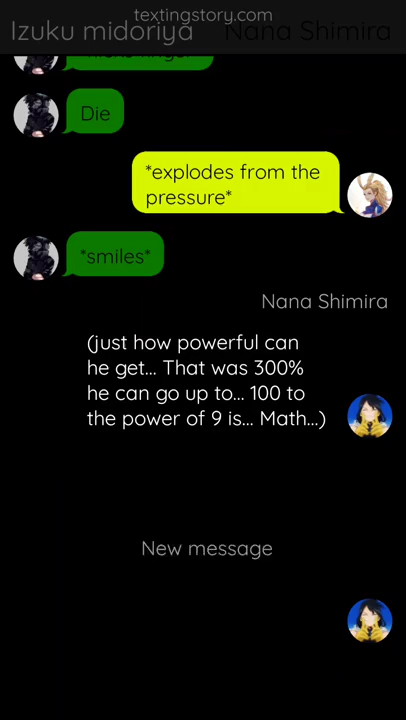 textingstory.com
Izuku midoriya Nana Shimira
Die
*explodes from the
pressure*
*smiles*
Nana Shimira
(just how powerful can
he get... That was 300%
he can go up to... 100 to
the power of 9 is... Math...)
New message